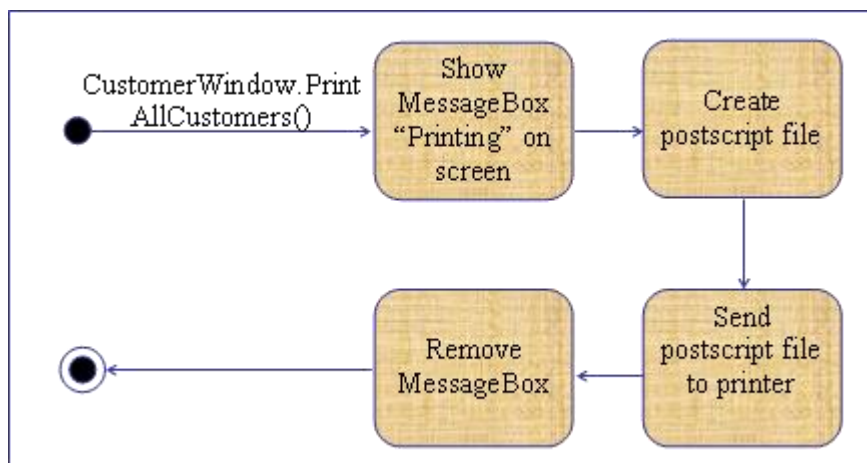 CustomerWindow.Print
AllCustomers()
Show
MessageBox
“Printing” on
screen
Create
postscript file
Send
postscript file
to printer
Remove
MessageBox